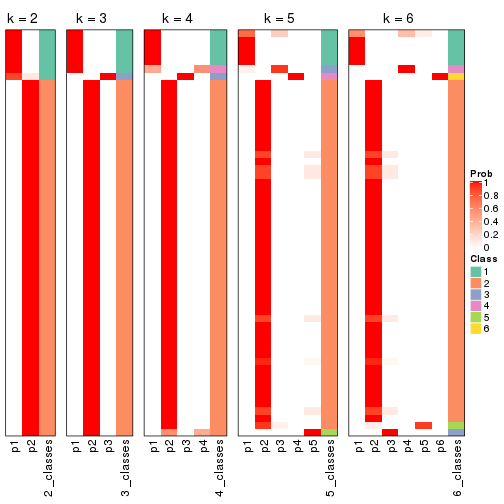 k = 2
k = 3
k = 4
k = 5
k = 6
p1
p2
2_classes
p1
p2
p3
3_classes
p1
p2
p3
p4
4_classes
p1
p2
p3
p4
p5
5_classes
p1
p2
p3
p4
p5
p6
6_classes
Prob
1
0.8
0.6
0.4
0.2
0
Class
1
2
3
4
5
6